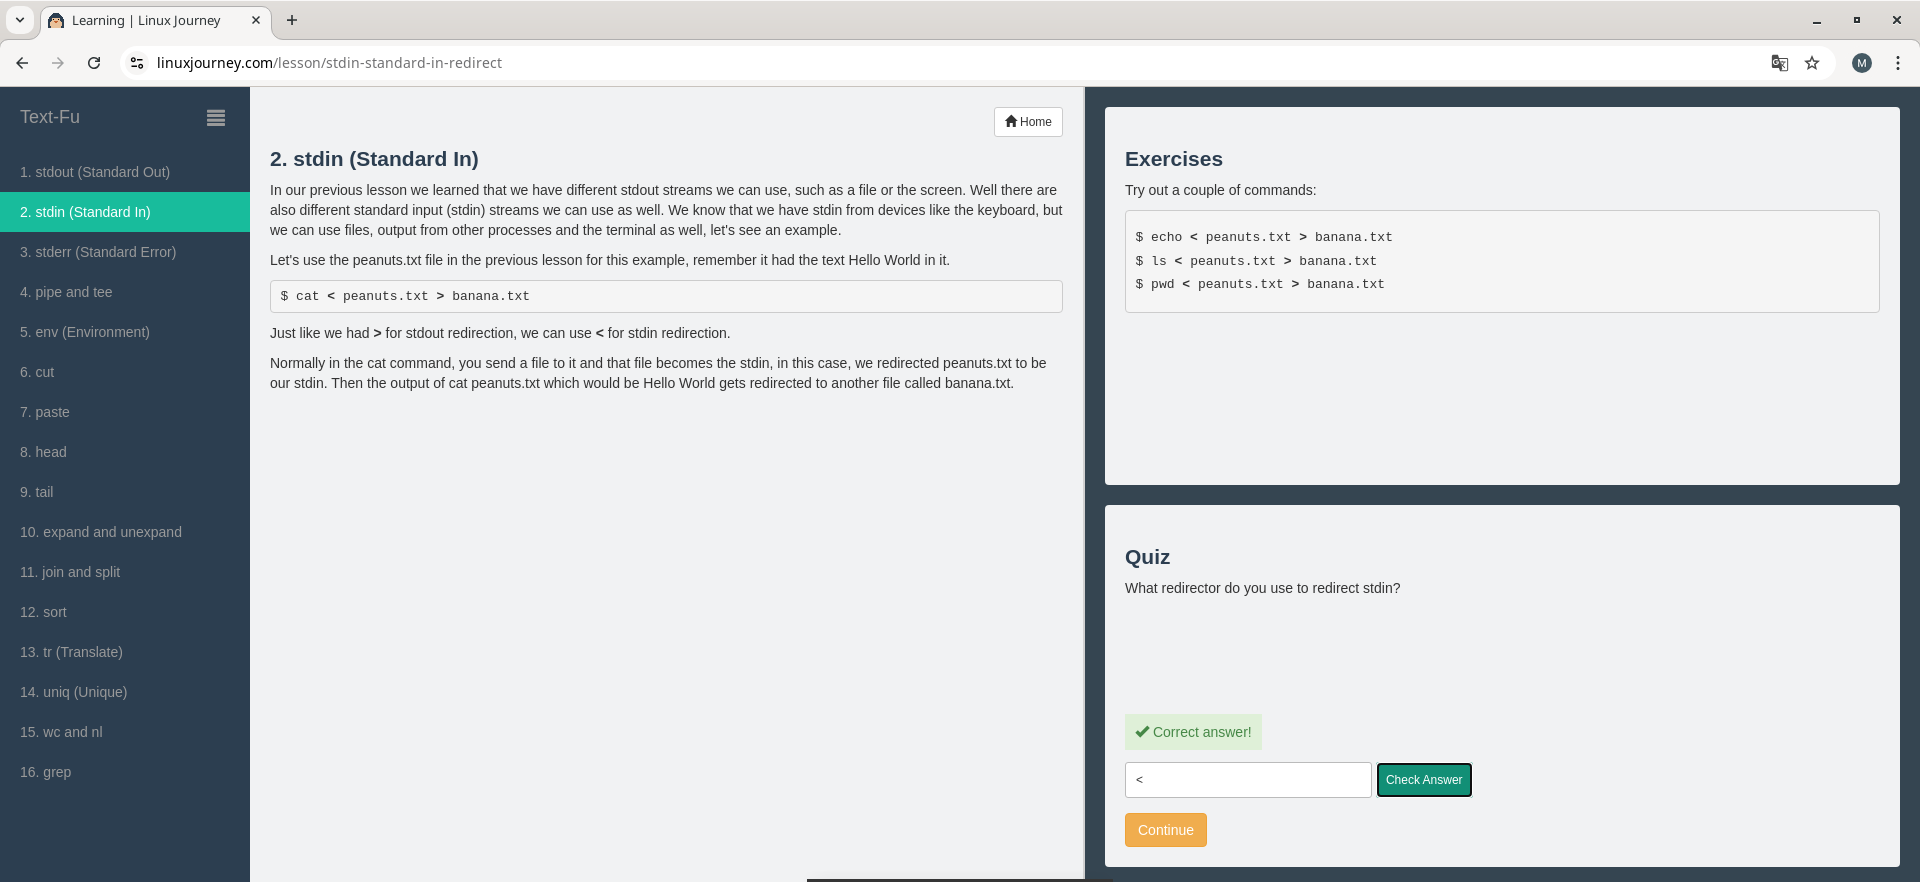 Learning | Linux Journey
linuxjourney.com/lesson/stdin-standard-in-redirect
M
Text-Fu
1. stdout (Standard Out)
2. stdin (Standard In)
3. stderr (Standard Error)
4. pipe and tee
5. env (Environment)
6. cut
7. paste
8. head
9. tail
10. expand and unexpand
11. join and split
12. sort
13. tr (Translate)
14. uniq (Unique)
15. wc and nl
16. grep
Home
2. stdin (Standard In)
In our previous lesson we learned that we have different stdout streams we can use, such as a file or the screen. Well there are
also different standard input (stdin) streams we can use as well. We know that we have stdin from devices like the keyboard, but
we can use files, output from other processes and the terminal as well, let's see an example.
Let's use the peanuts.txt file in the previous lesson for this example, remember it had the text Hello World in it.
$ cat < peanuts.txt > banana.txt
Just like we had > for stdout redirection, we can use < for stdin redirection.
Normally in the cat command, you send a file to it and that file becomes the stdin, in this case, we redirected peanuts.txt to be
our stdin. Then the output of cat peanuts.txt which would be Hello World gets redirected to another file called banana.txt.
Exercises
Try out a couple of commands:
$ echo < peanuts.txt > banana.txt
$ ls < peanuts.txt > banana.txt
$ pwd < peanuts.txt > banana.txt
Quiz
What redirector do you use to redirect stdin?
Correct answer!
<
Check Answer
Continue